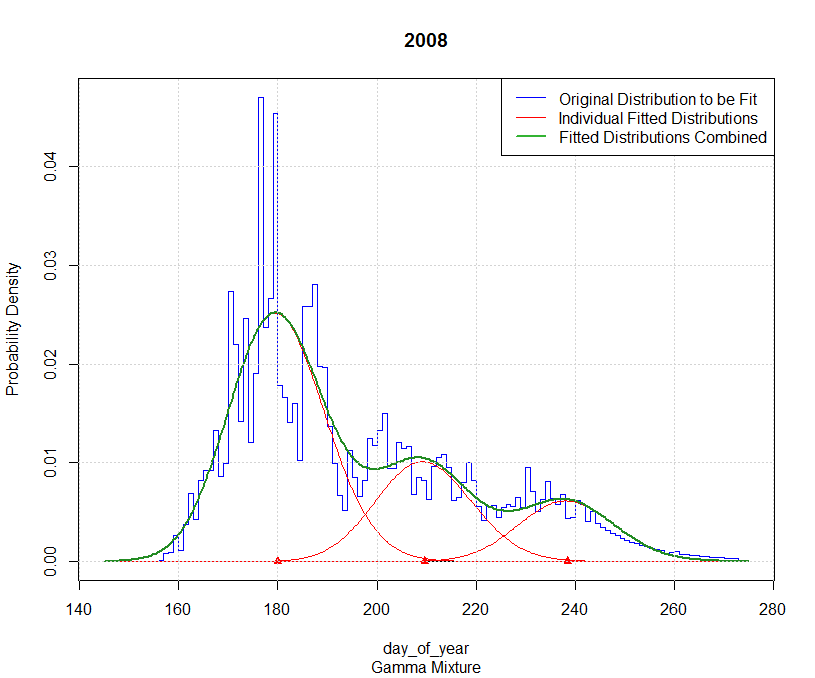 2008
Original Distribution to be Fit
Individual Fitted Distributions
Fitted Distributions Combined
Probability Density
0.04
0.03
0.02
0.01
0.00
140 160 180 200 220 240 260 280
day_of_year
Gamma Mixture